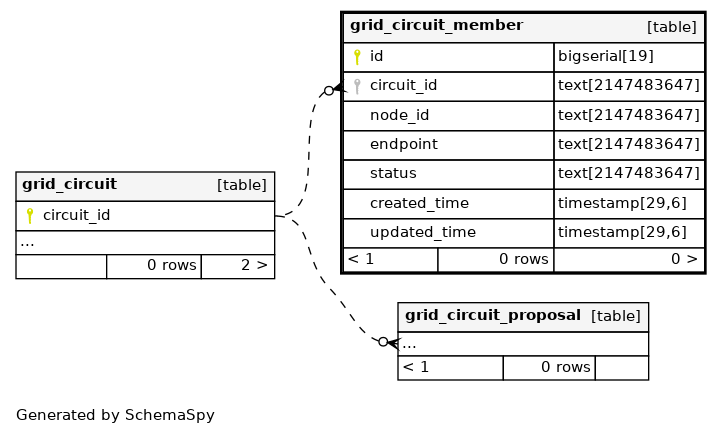 grid_circuit_member [table]
id bigserial[19]
circuit_id text[2147483647]
node_id text[2147483647]
endpoint text[2147483647]
status text[2147483647]
created_time timestamp[29,6]
updated_time timestamp[29,6]
< 1 0 rows 0 >
grid_circuit [table]
circuit_id
...
0 rows 2 >
grid_circuit_proposal [table]
...
< 1 0 rows
Generated by SchemaSpy